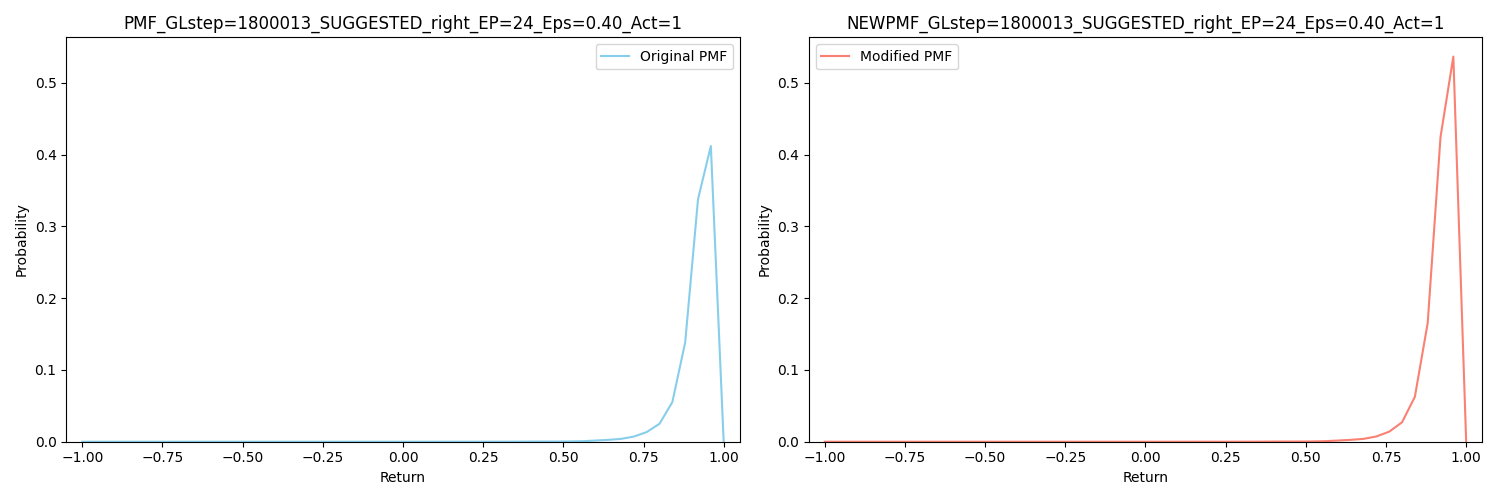 PMF_GLstep=1800013_SUGGESTED_right_EP=24_Eps=0.40_Act=1
Original PMF
Probability
0.5
0.4
0.3
0.2
0.1
0.0
−1.00 −0.75 −0.50 −0.25 0.00 0.25 0.50 0.75 1.00
Return
NEWPMF_GLstep=1800013_SUGGESTED_right_EP=24_Eps=0.40_Act=1
Modified PMF
Probability
0.5
0.4
0.3
0.2
0.1
0.0
−1.00 −0.75 −0.50 −0.25 0.00 0.25 0.50 0.75 1.00
Return